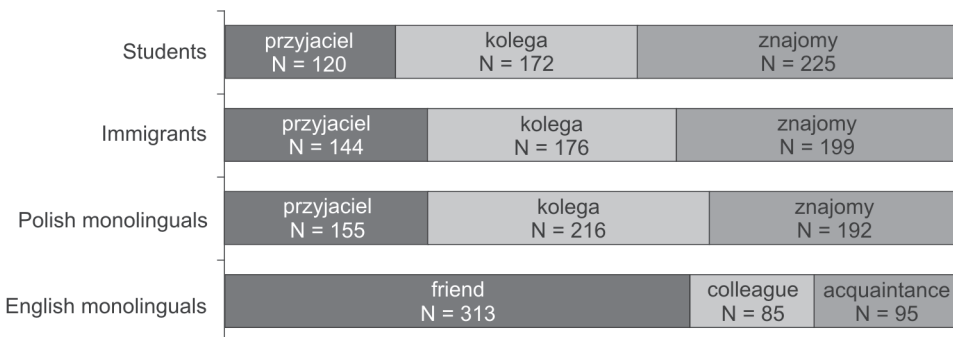 Students
przyjaciel
N = 120
kolega
N = 172
znajomy
N = 225
Immigrants
przyjaciel
N = 144
kolega
N = 176
znajomy
N = 199
Polish monolinguals
przyjaciel
N = 155
kolega
N = 216
znajomy
N = 192
English monolinguals
friend
N = 313
colleague
N = 85
acquaintance
N = 95